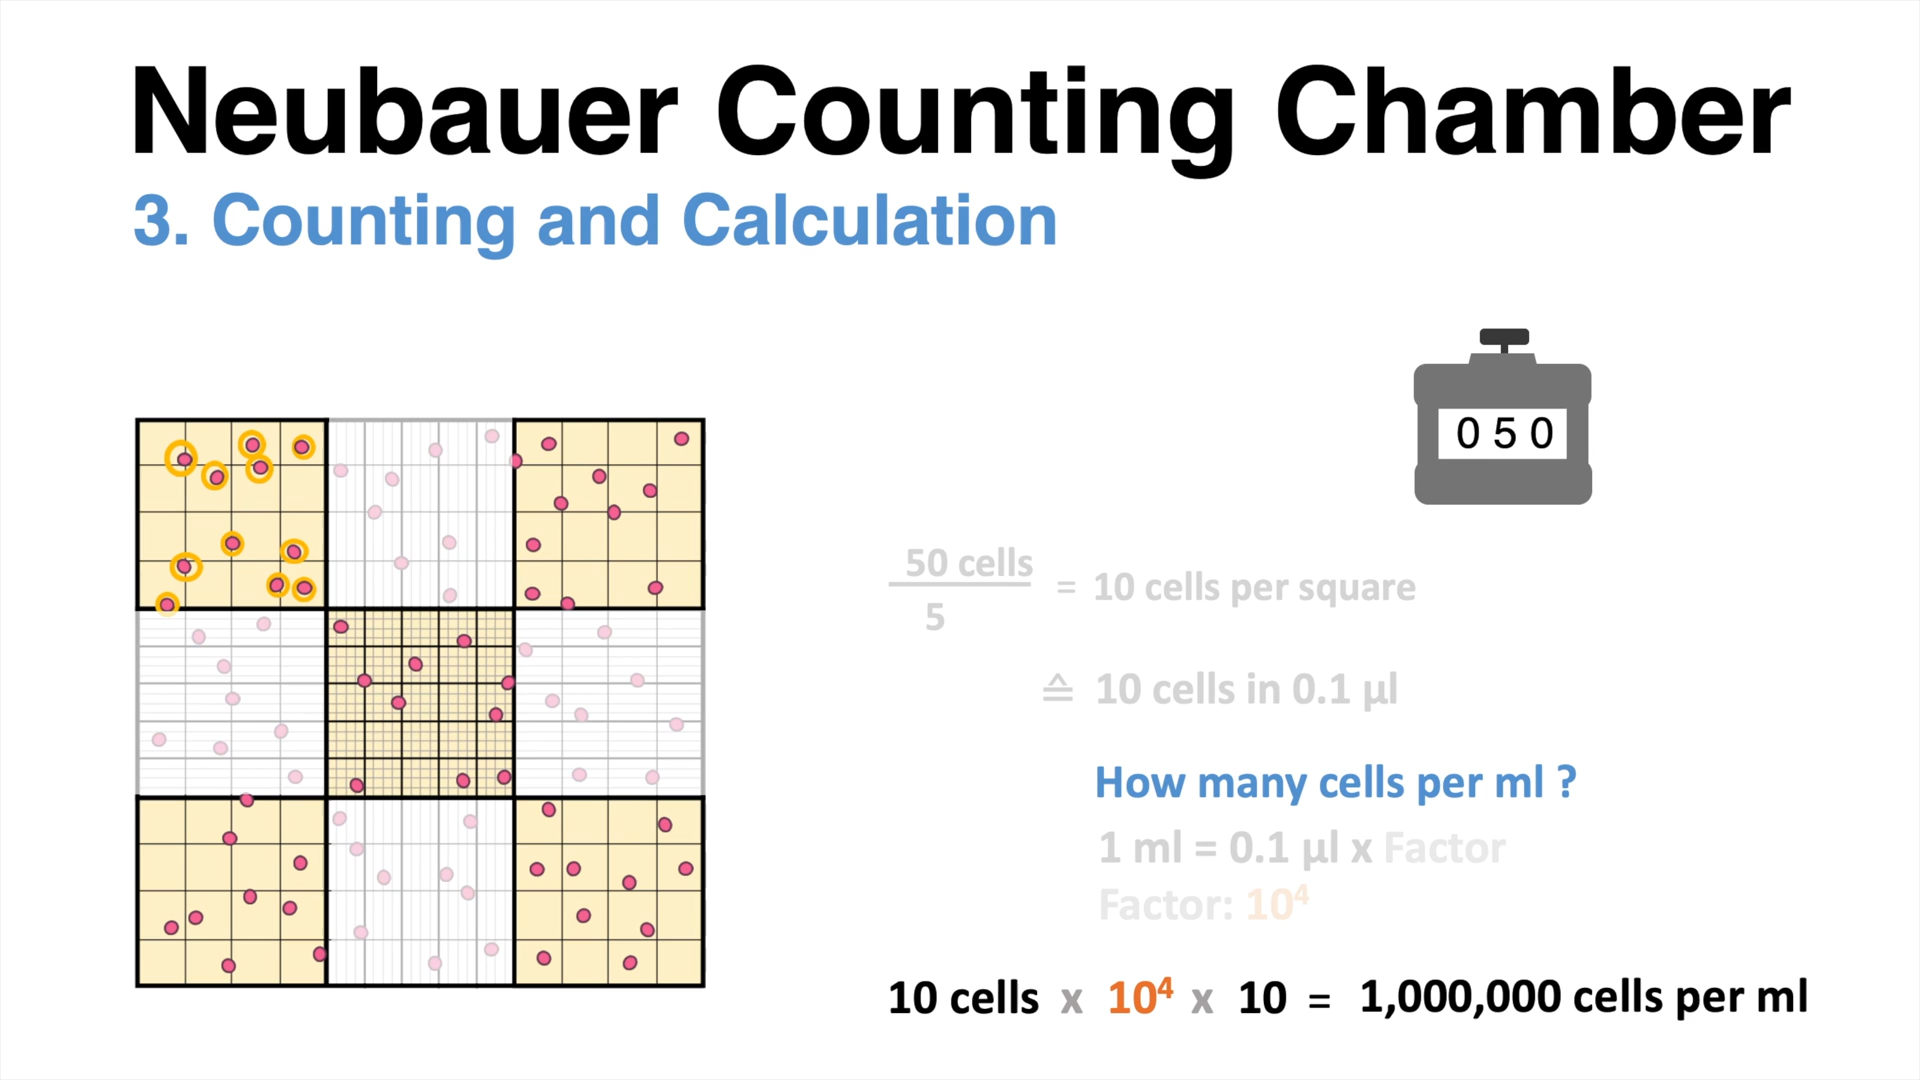 Neubauer Counting Chamber
3. Counting and Calculation
0 5 0
50 cells
5
= 10 cells per square
≙ 10 cells in 0.1 µl
How many cells per ml ?
1 ml = 0.1 µl x Factor
Factor: 10⁴
10 cells x 10⁴ x 10 = 1,000,000 cells per ml